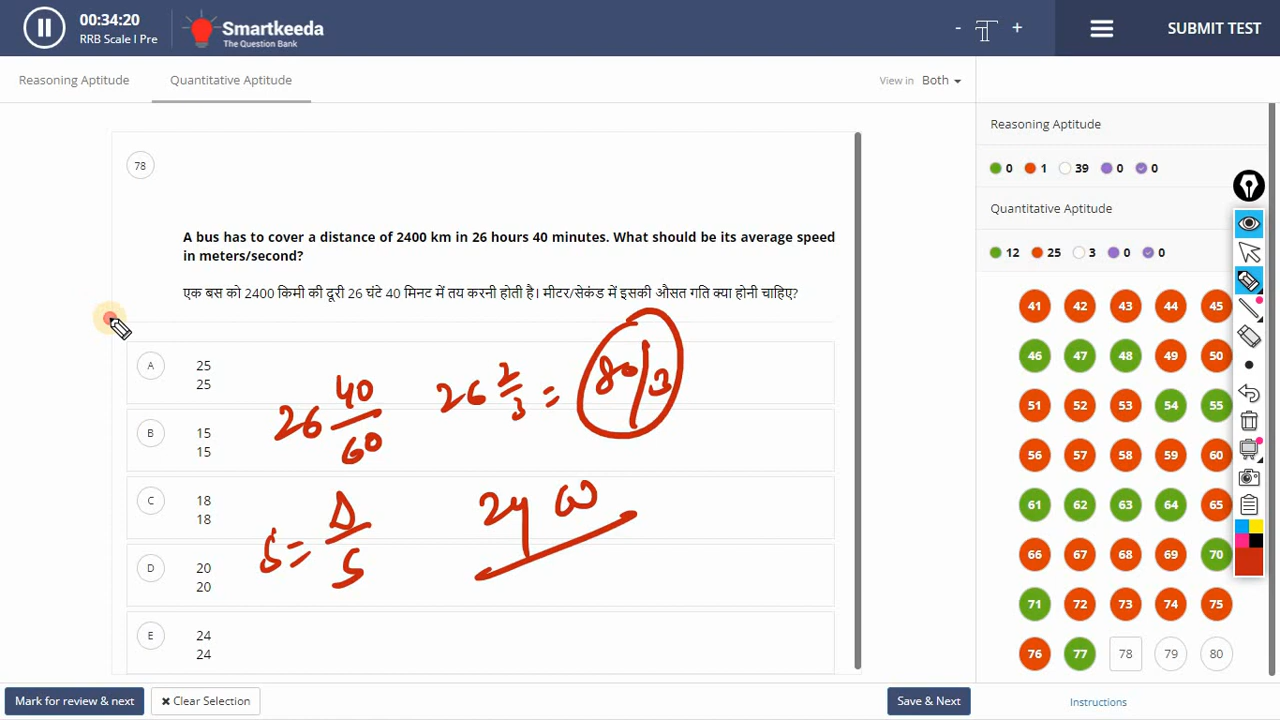 00:34:20
RRB Scale I Pre
Smartkeeda
The Question Bank
- T +
SUBMIT TEST
Reasoning Aptitude
Quantitative Aptitude
View in Both
78
A bus has to cover a distance of 2400 km in 26 hours 40 minutes. What should be its average speed
in meters/second?
एक बस को 2400 किमी की दूरी 26 घंटे 40 मिनट में तय करनी होती है। मीटर/सेकंड में इसकी औसत गति क्या होनी चाहिए?
A 25
25
B 15
15
C 18
18
D 20
20
E 24
24
26 40/60
26 2/3 = 80/3
S = D/S
2400
Mark for review & next
Clear Selection
Save & Next
Reasoning Aptitude
0 1 39 0 0
Quantitative Aptitude
12 25 3 0 0
41 42 43 44 45
46 47 48 49 50
51 52 53 54 55
56 57 58 59 60
61 62 63 64 65
66 67 68 69 70
71 72 73 74 75
76 77 78 79 80
Instructions